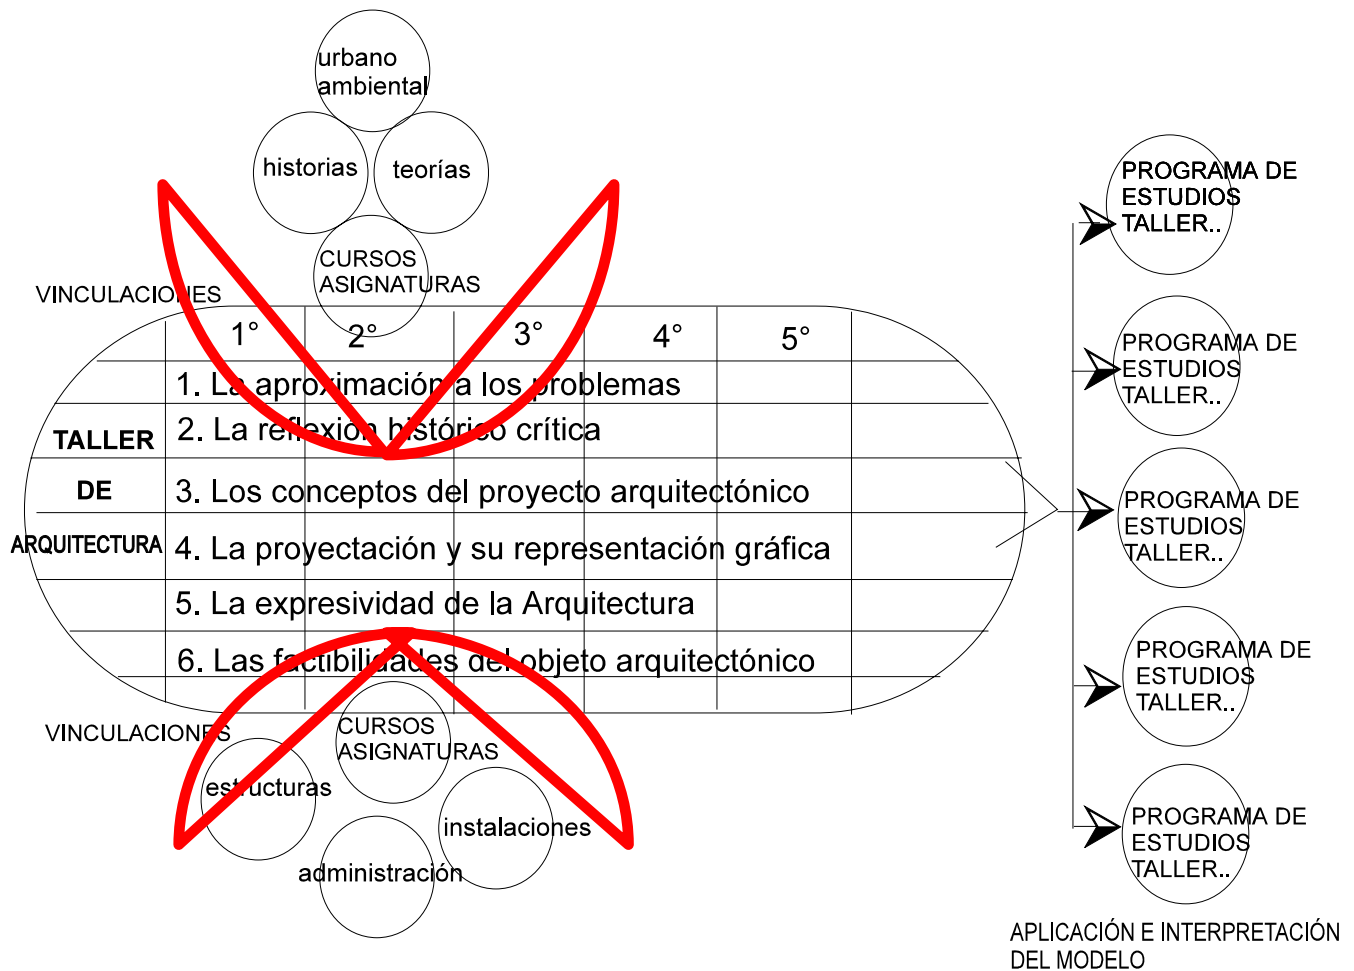 urbano
ambiental
historias
teorías
CURSOS
ASIGNATURAS
VINCULACIONES
1° 2° 3° 4° 5°
1. La aproximación a los problemas
TALLER
2. La reflexión histórico crítica
DE
3. Los conceptos del proyecto arquitectónico
ARQUITECTURA
4. La proyectación y su representación gráfica
5. La expresividad de la Arquitectura
6. Las factibilidades del objeto arquitectónico
VINCULACIONES
CURSOS
ASIGNATURAS
estructuras
instalaciones
administración
PROGRAMA DE
ESTUDIOS
TALLER..
PROGRAMA DE
ESTUDIOS
TALLER..
PROGRAMA DE
ESTUDIOS
TALLER..
PROGRAMA DE
ESTUDIOS
TALLER..
PROGRAMA DE
ESTUDIOS
TALLER..
APLICACIÓN E INTERPRETACIÓN
DEL MODELO